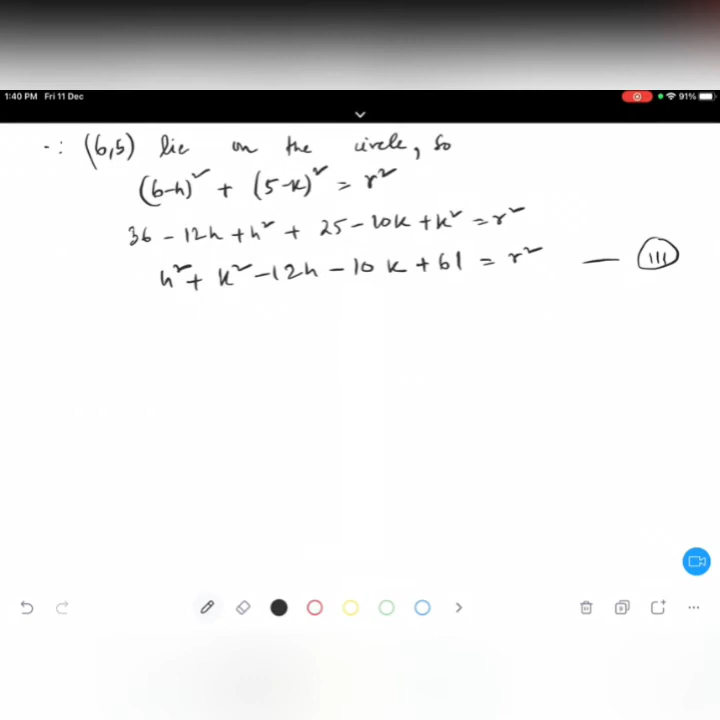 1:40 PM Fri 11 Dec
91%
∵ (6,5) lie on the circle, so
(6-h)² + (5-k)² = r²
36 - 12h + h² + 25 - 10k + k² = r²
h² + k² - 12h - 10k + 61 = r² — (III)